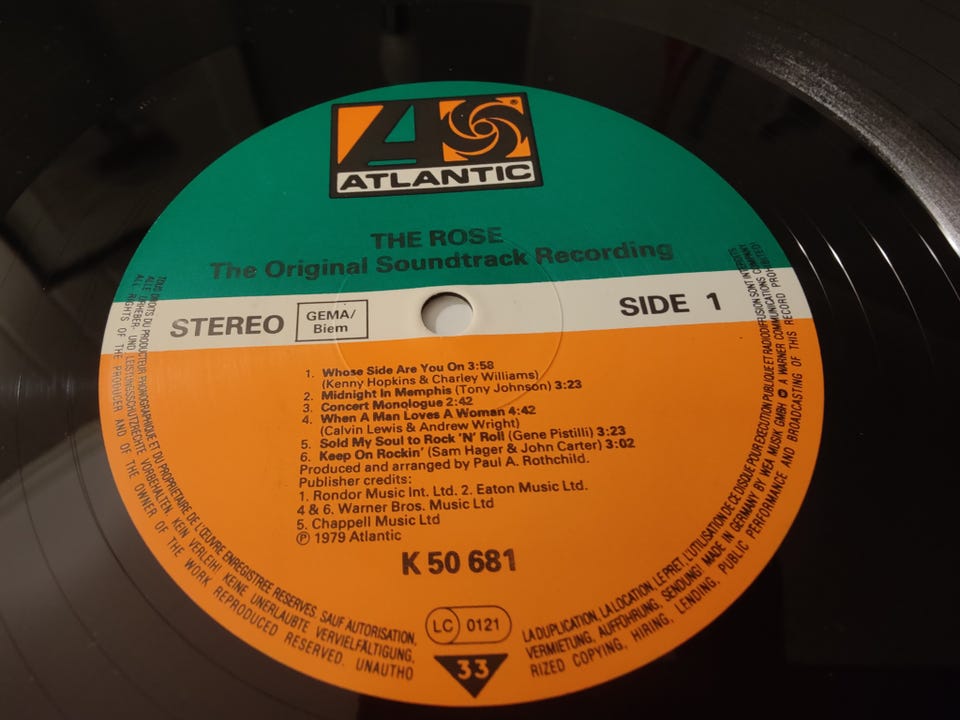 ATLANTIC
®
THE ROSE
The Original Soundtrack Recording
STEREO
GEMA/
Biem
SIDE 1
1. Whose Side Are You On 3:58
(Kenny Hopkins & Charley Williams)
2. Midnight in Memphis (Tony Johnson) 3:23
3. Concert Monologue 2:42
4. When A Man Loves A Woman 4:42
(Calvin Lewis & Andrew Wright)
5. Sold My Soul to Rock 'N' Roll (Gene Pistilli) 3:23
6. Keep On Rockin' (Sam Hager & John Carter) 3:02
Produced and arranged by Paul A. Rothchild.
Publisher credits:
1. Rondor Music Int. Ltd. 2. Eaton Music Ltd.
4 & 6. Warner Bros. Music Ltd
5. Chappell Music Ltd
℗ 1979 Atlantic
K 50 681
LC 0121
33
TOUS DROITS DU PRODUCTEUR PHONOGRAPHIQUE ET DU PROPRIETAIRE DE L'ŒUVRE ENREGISTREE RESERVES. SAUF AUTORISATION,
LA DUPLICATION, LA LOCATION, LE PRET, L'UTILISATION DE CE DISQUE POUR EXECUTION PUBLIQUE ET RADIODIFFUSION SONT INTERDITS
ALLE URHEBER- UND LEISTUNGSSCHUTZRECHTE VORBEHALTEN. KEIN VERLEIH! KEINE UNERLAUBTE VERVIELFÄLTIGUNG,
VERMIETUNG, AUFFÜHRUNG, SENDUNG! MADE IN GERMANY BY WEA MUSIK GMBH A WARNER COMMUNICATIONS COMPANY
ALL RIGHTS OF THE PRODUCER AND OF THE OWNER OF THE WORK REPRODUCED RESERVED. UNAUTHO
RIZED COPYING, HIRING, LENDING, PUBLIC PERFORMANCE AND BROADCASTING OF THIS RECORD PROHIBITED!